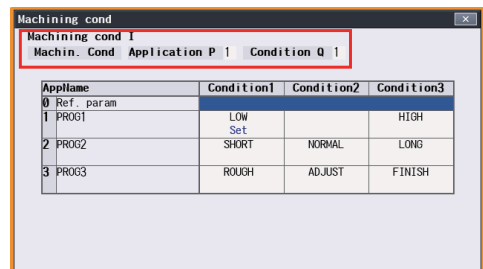 Machining cond
Machining cond I
Machin. Cond Application P 1 Condition Q 1
AppName Condition1 Condition2 Condition3
0 Ref. param
1 PROG1 LOW HIGH
Set
2 PROG2 SHORT NORMAL LONG
3 PROG3 ROUGH ADJUST FINISH